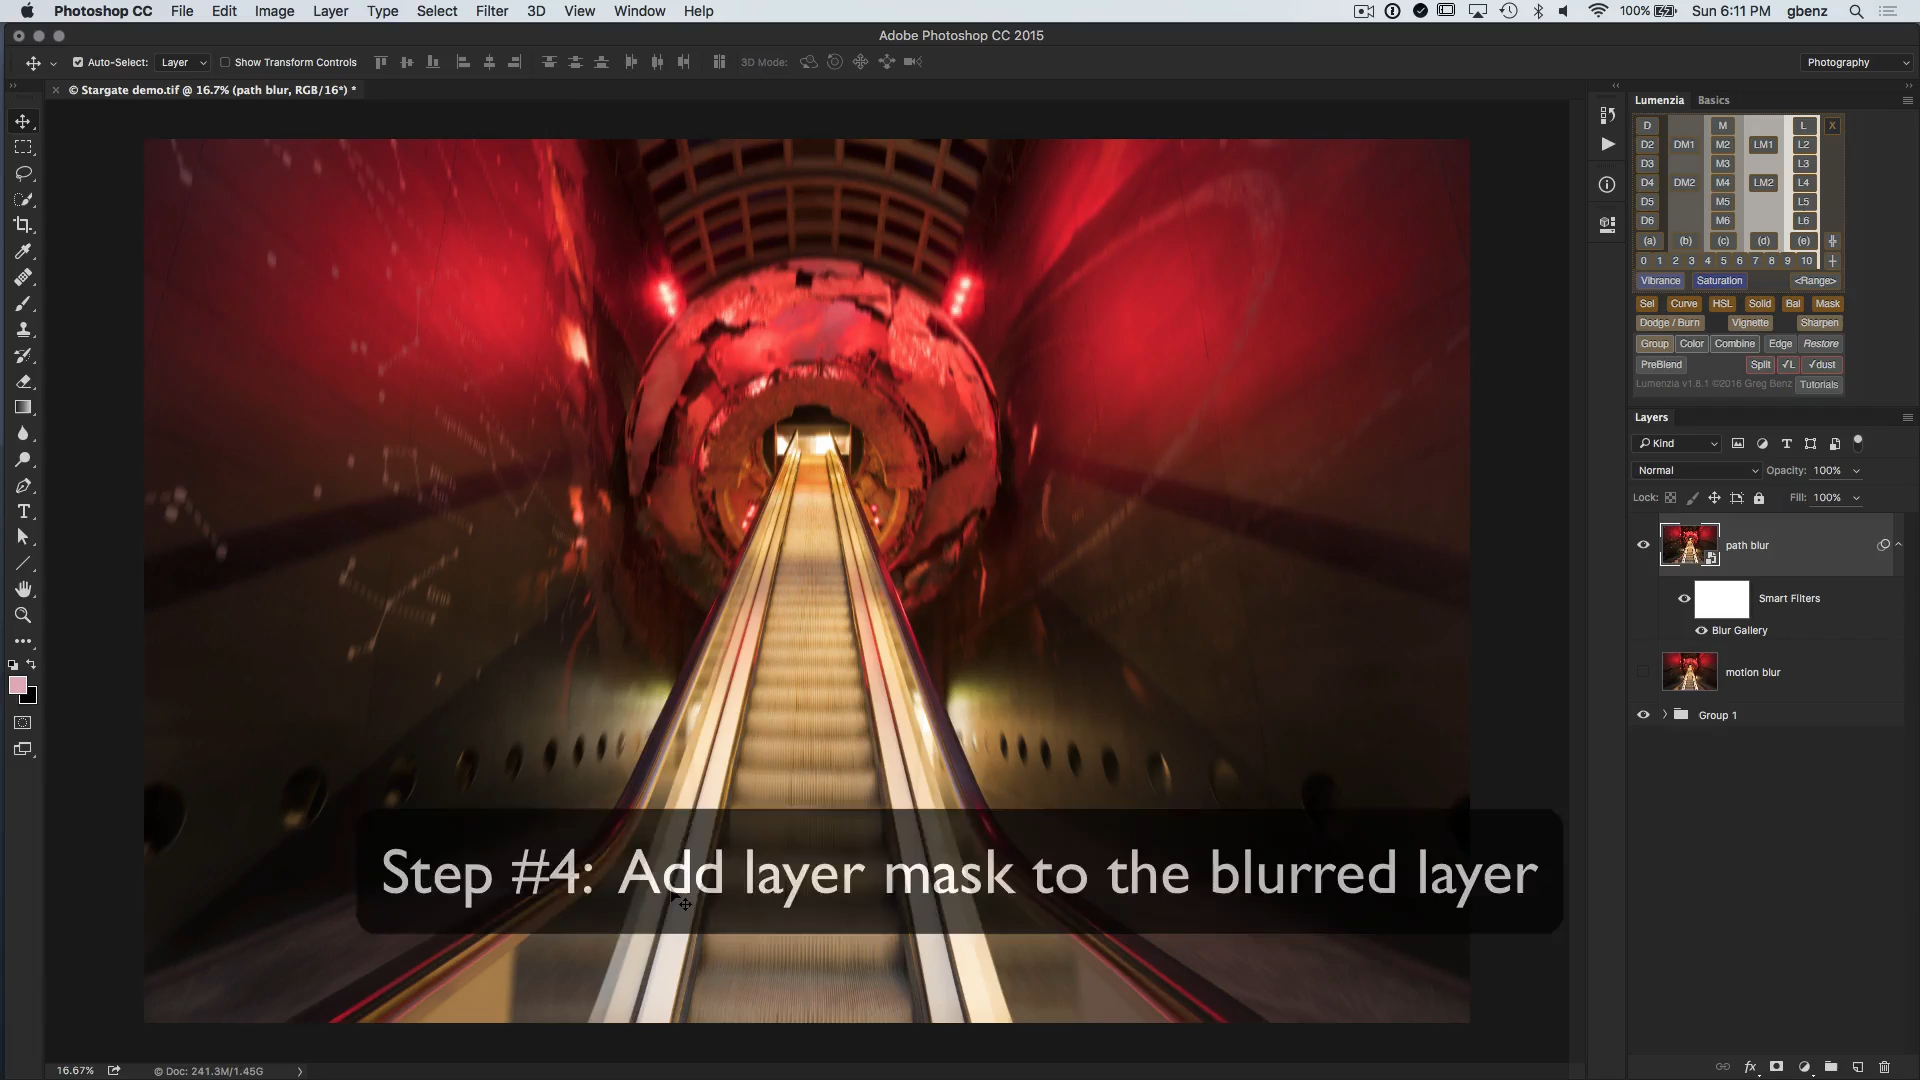 Photoshop CC File Edit Image Layer Type Select Filter 3D View Window Help 100% Sun 6:11 PM gbenz
Adobe Photoshop CC 2015
Auto-Select: Layer Show Transform Controls 3D Mode: Photography
© Stargate demo.tif @ 16.7% (path blur, RGB/16*) *
Lumenzia Basics
D M L X
D2 DM1 M2 LM1 L2
D3 M3 L3
D4 DM2 M4 LM2 L4
D5 M5 L5
D6 M6 L6
(a) (b) (c) (d) (e)
0 1 2 3 4 5 6 7 8 9 10
Vibrance Saturation <Range>
Sel Curve HSL Solid Bal Mask
Dodge / Burn Vignette Sharpen
Group Color Combine Edge Restore
PreBlend Split √L √dust
Lumenzia v1.8.1 ©2016 Greg Benz Tutorials
Layers
Kind
Normal Opacity: 100%
Lock: Fill: 100%
path blur
Smart Filters
Blur Gallery
motion blur
Group 1
Step #4: Add layer mask to the blurred layer
16.67% © Doc: 241.3M/1.45G